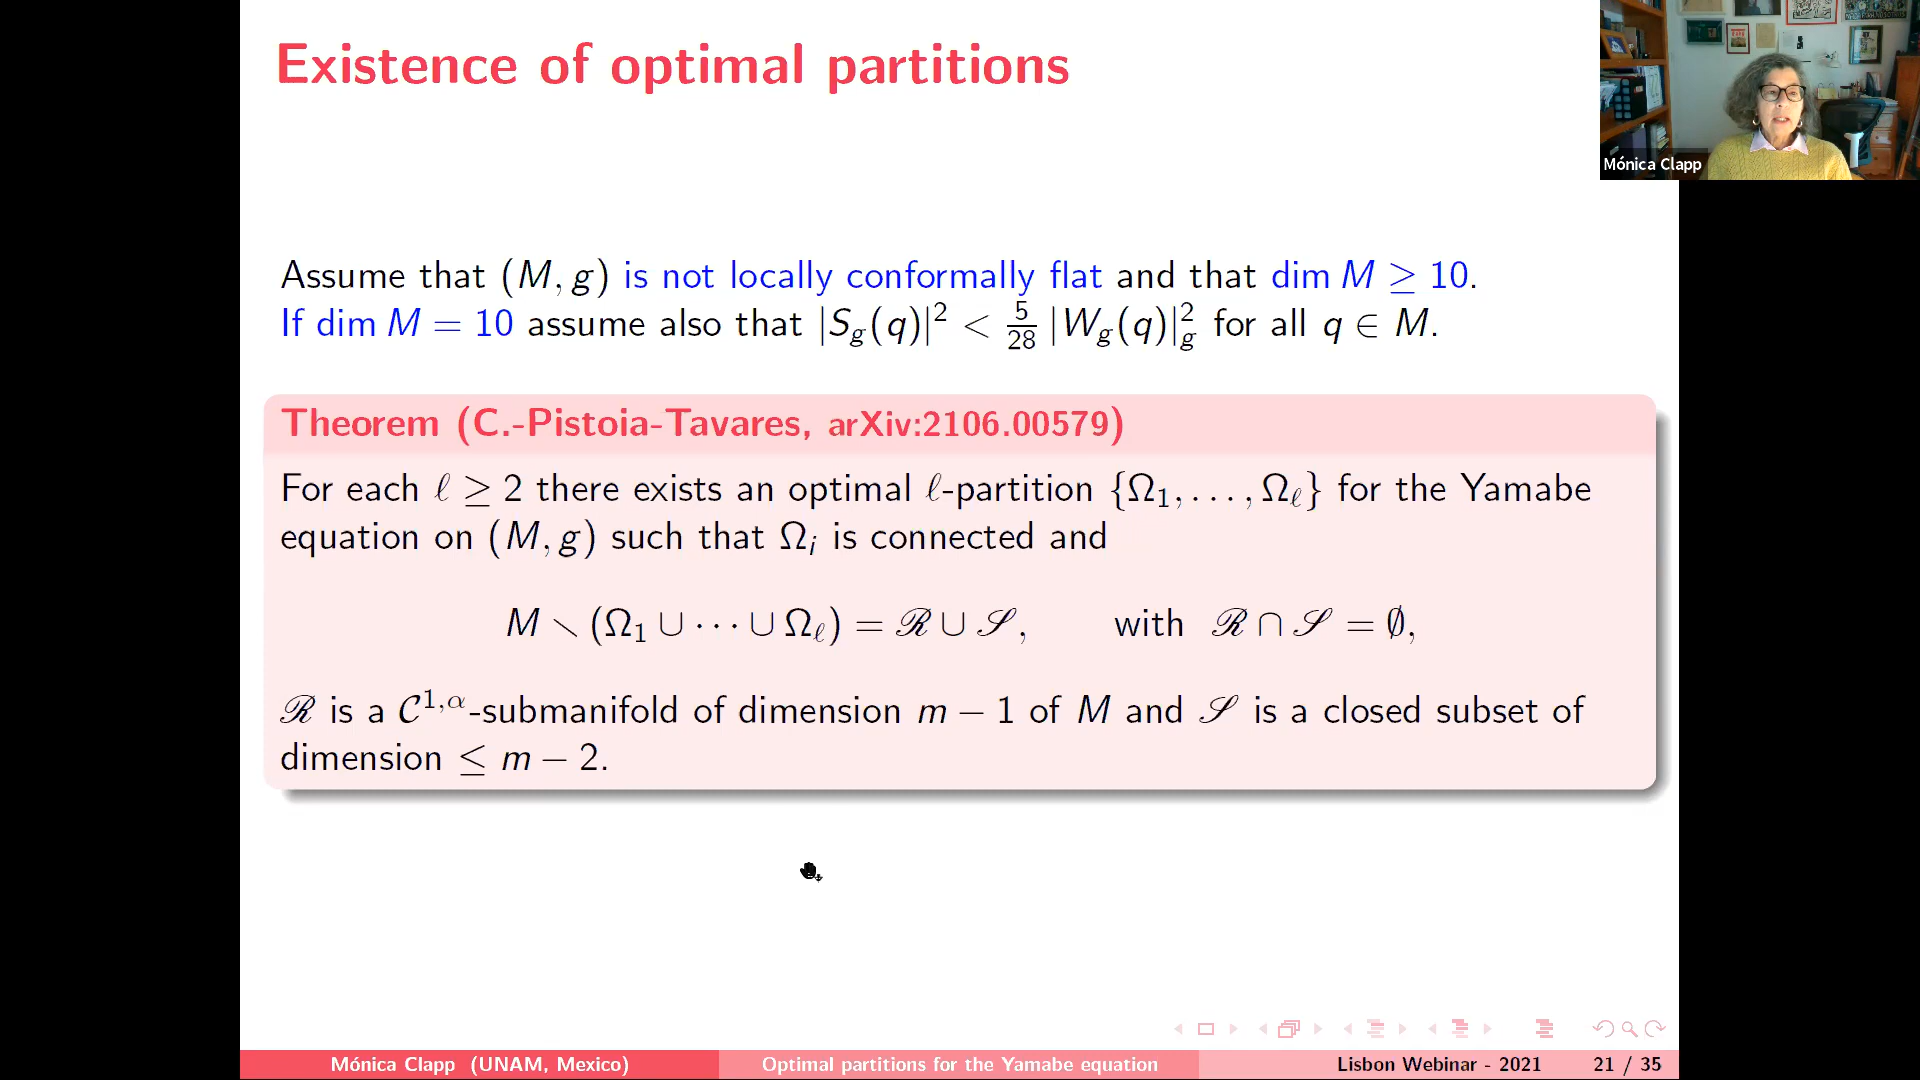 Existence of optimal partitions
Mónica Clapp
Assume that (M, g) is not locally conformally flat and that dim M ≥ 10.
If dim M = 10 assume also that |S_g(q)|² < 5/28 |W_g(q)|²_g for all q ∈ M.
Theorem (C.-Pistoia-Tavares, arXiv:2106.00579)
For each ℓ ≥ 2 there exists an optimal ℓ-partition {Ω₁, . . . , Ω_ℓ} for the Yamabe
equation on (M, g) such that Ω_i is connected and
M ∖ (Ω₁ ∪ · · · ∪ Ω_ℓ) = ℛ ∪ 𝒮, with ℛ ∩ 𝒮 = ∅,
ℛ is a 𝒞^{1,α}-submanifold of dimension m − 1 of M and 𝒮 is a closed subset of
dimension ≤ m − 2.
Mónica Clapp (UNAM, Mexico) Optimal partitions for the Yamabe equation Lisbon Webinar - 2021 21 / 35